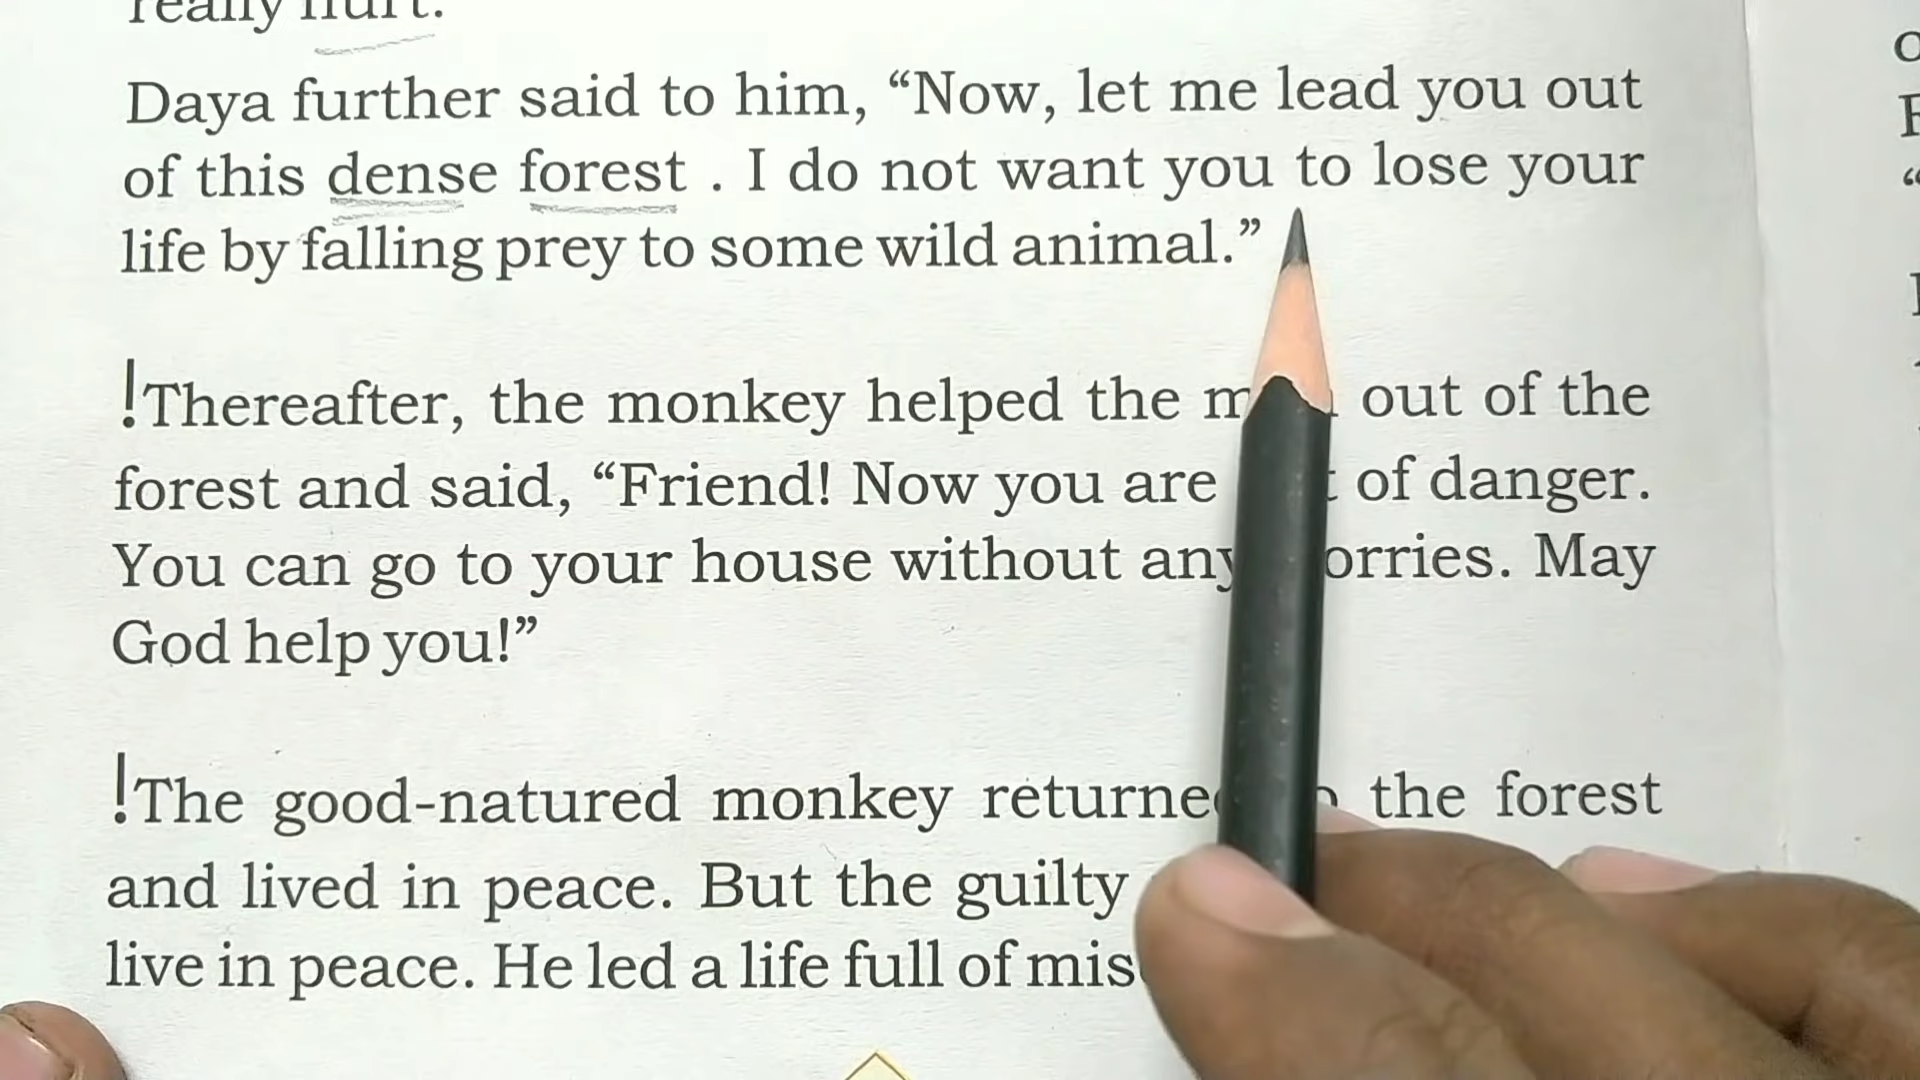 really hurt.
Daya further said to him, “Now, let me lead you out
of this dense forest . I do not want you to lose your
life by falling prey to some wild animal.”
!Thereafter, the monkey helped the out of the
forest and said, “Friend! Now you are of danger.
You can go to your house without any May
God help you!”
!The good-natured monkey returned the forest
and lived in peace. But the guilty
live in peace. He led a life full of